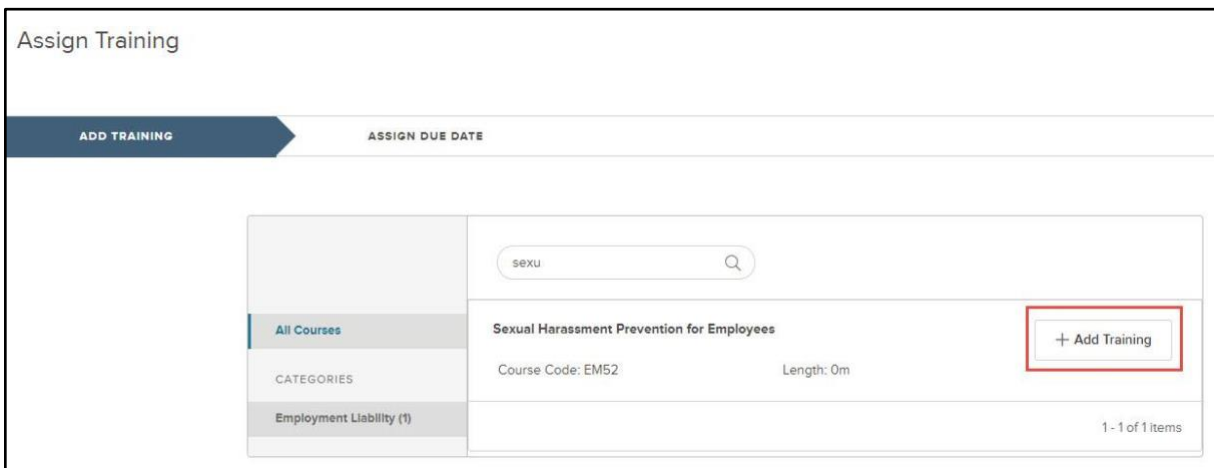 Assign Training
ADD TRAINING
ASSIGN DUE DATE
sexu
All Courses
CATEGORIES
Employment Liability (1)
Sexual Harassment Prevention for Employees
+ Add Training
Course Code: EM52
Length: 0m
1 - 1 of 1 items